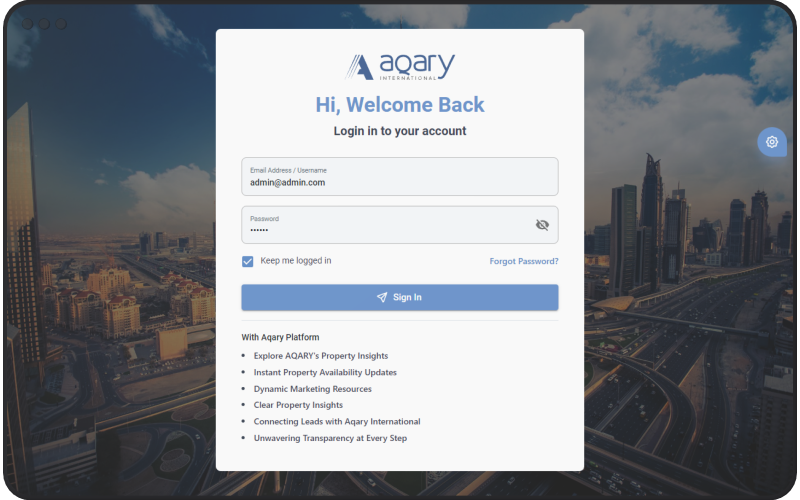 aqary
INTERNATIONAL
Hi, Welcome Back
Login in to your account
Email Address / Username
admin@admin.com
Password
••••••
Keep me logged in
Forgot Password?
Sign In
With Aqary Platform
• Explore AQARY's Property Insights
• Instant Property Availability Updates
• Dynamic Marketing Resources
• Clear Property Insights
• Connecting Leads with Aqary International
• Unwavering Transparency at Every Step